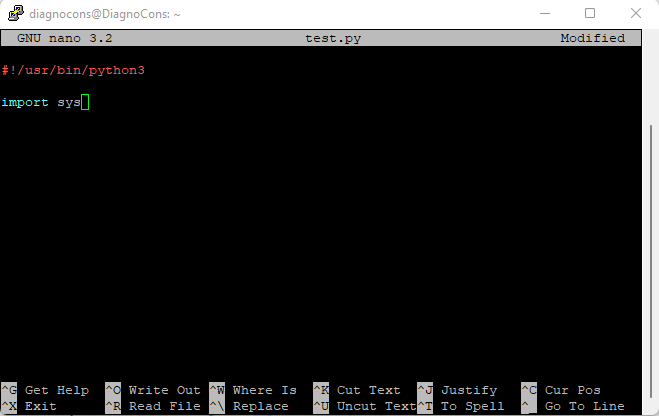 diagnocons@DiagnoCons: ~
GNU nano 3.2 test.py Modified
#!/usr/bin/python3
import sys
^G Get Help ^O Write Out ^W Where Is ^K Cut Text ^J Justify ^C Cur Pos
^X Exit ^R Read File ^\ Replace ^U Uncut Text ^T To Spell ^_ Go To Line